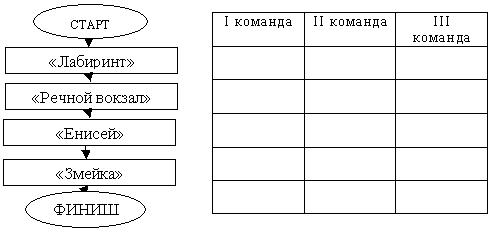 СТАРТ
«Лабиринт»
«Речной вокзал»
«Енисей»
«Змейка»
ФИНИШ
I команда
II команда
III
команда